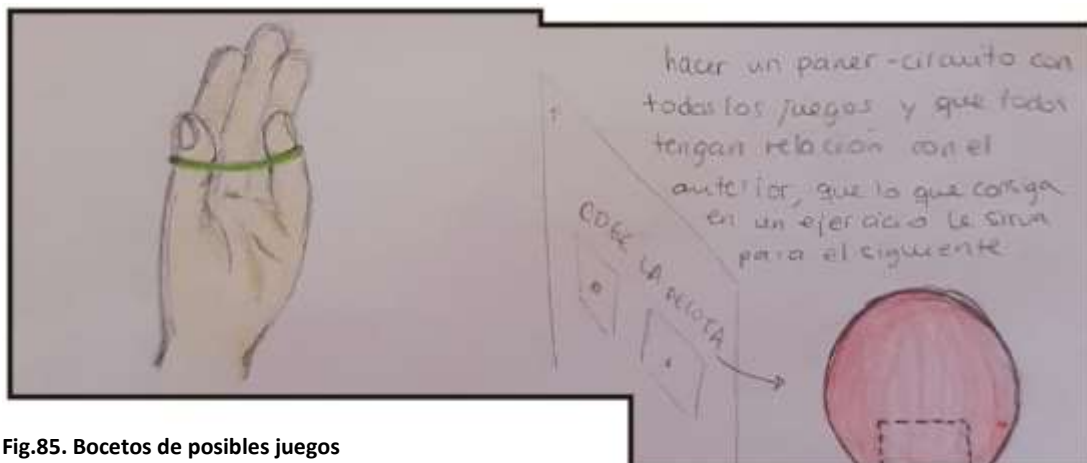 hacer un paner-circuito con
todos los juegos y que todos
tengan relación con el
anterior, que lo que consiga
en un ejercicio le sirva
para el siguiente
COGE LA PELOTA
Fig.85. Bocetos de posibles juegos